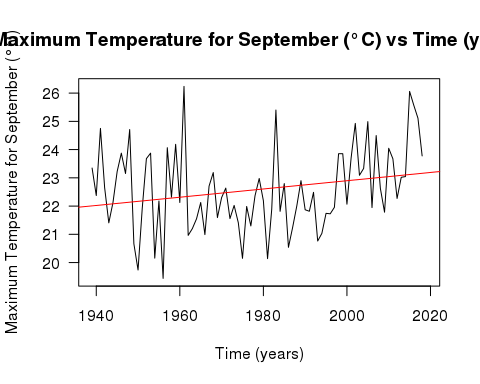 Maximum Temperature for September (°C) vs Time (y
Maximum Temperature for September (°
26
25
24
23
22
21
20
1940 1960 1980 2000 2020
Time (years)